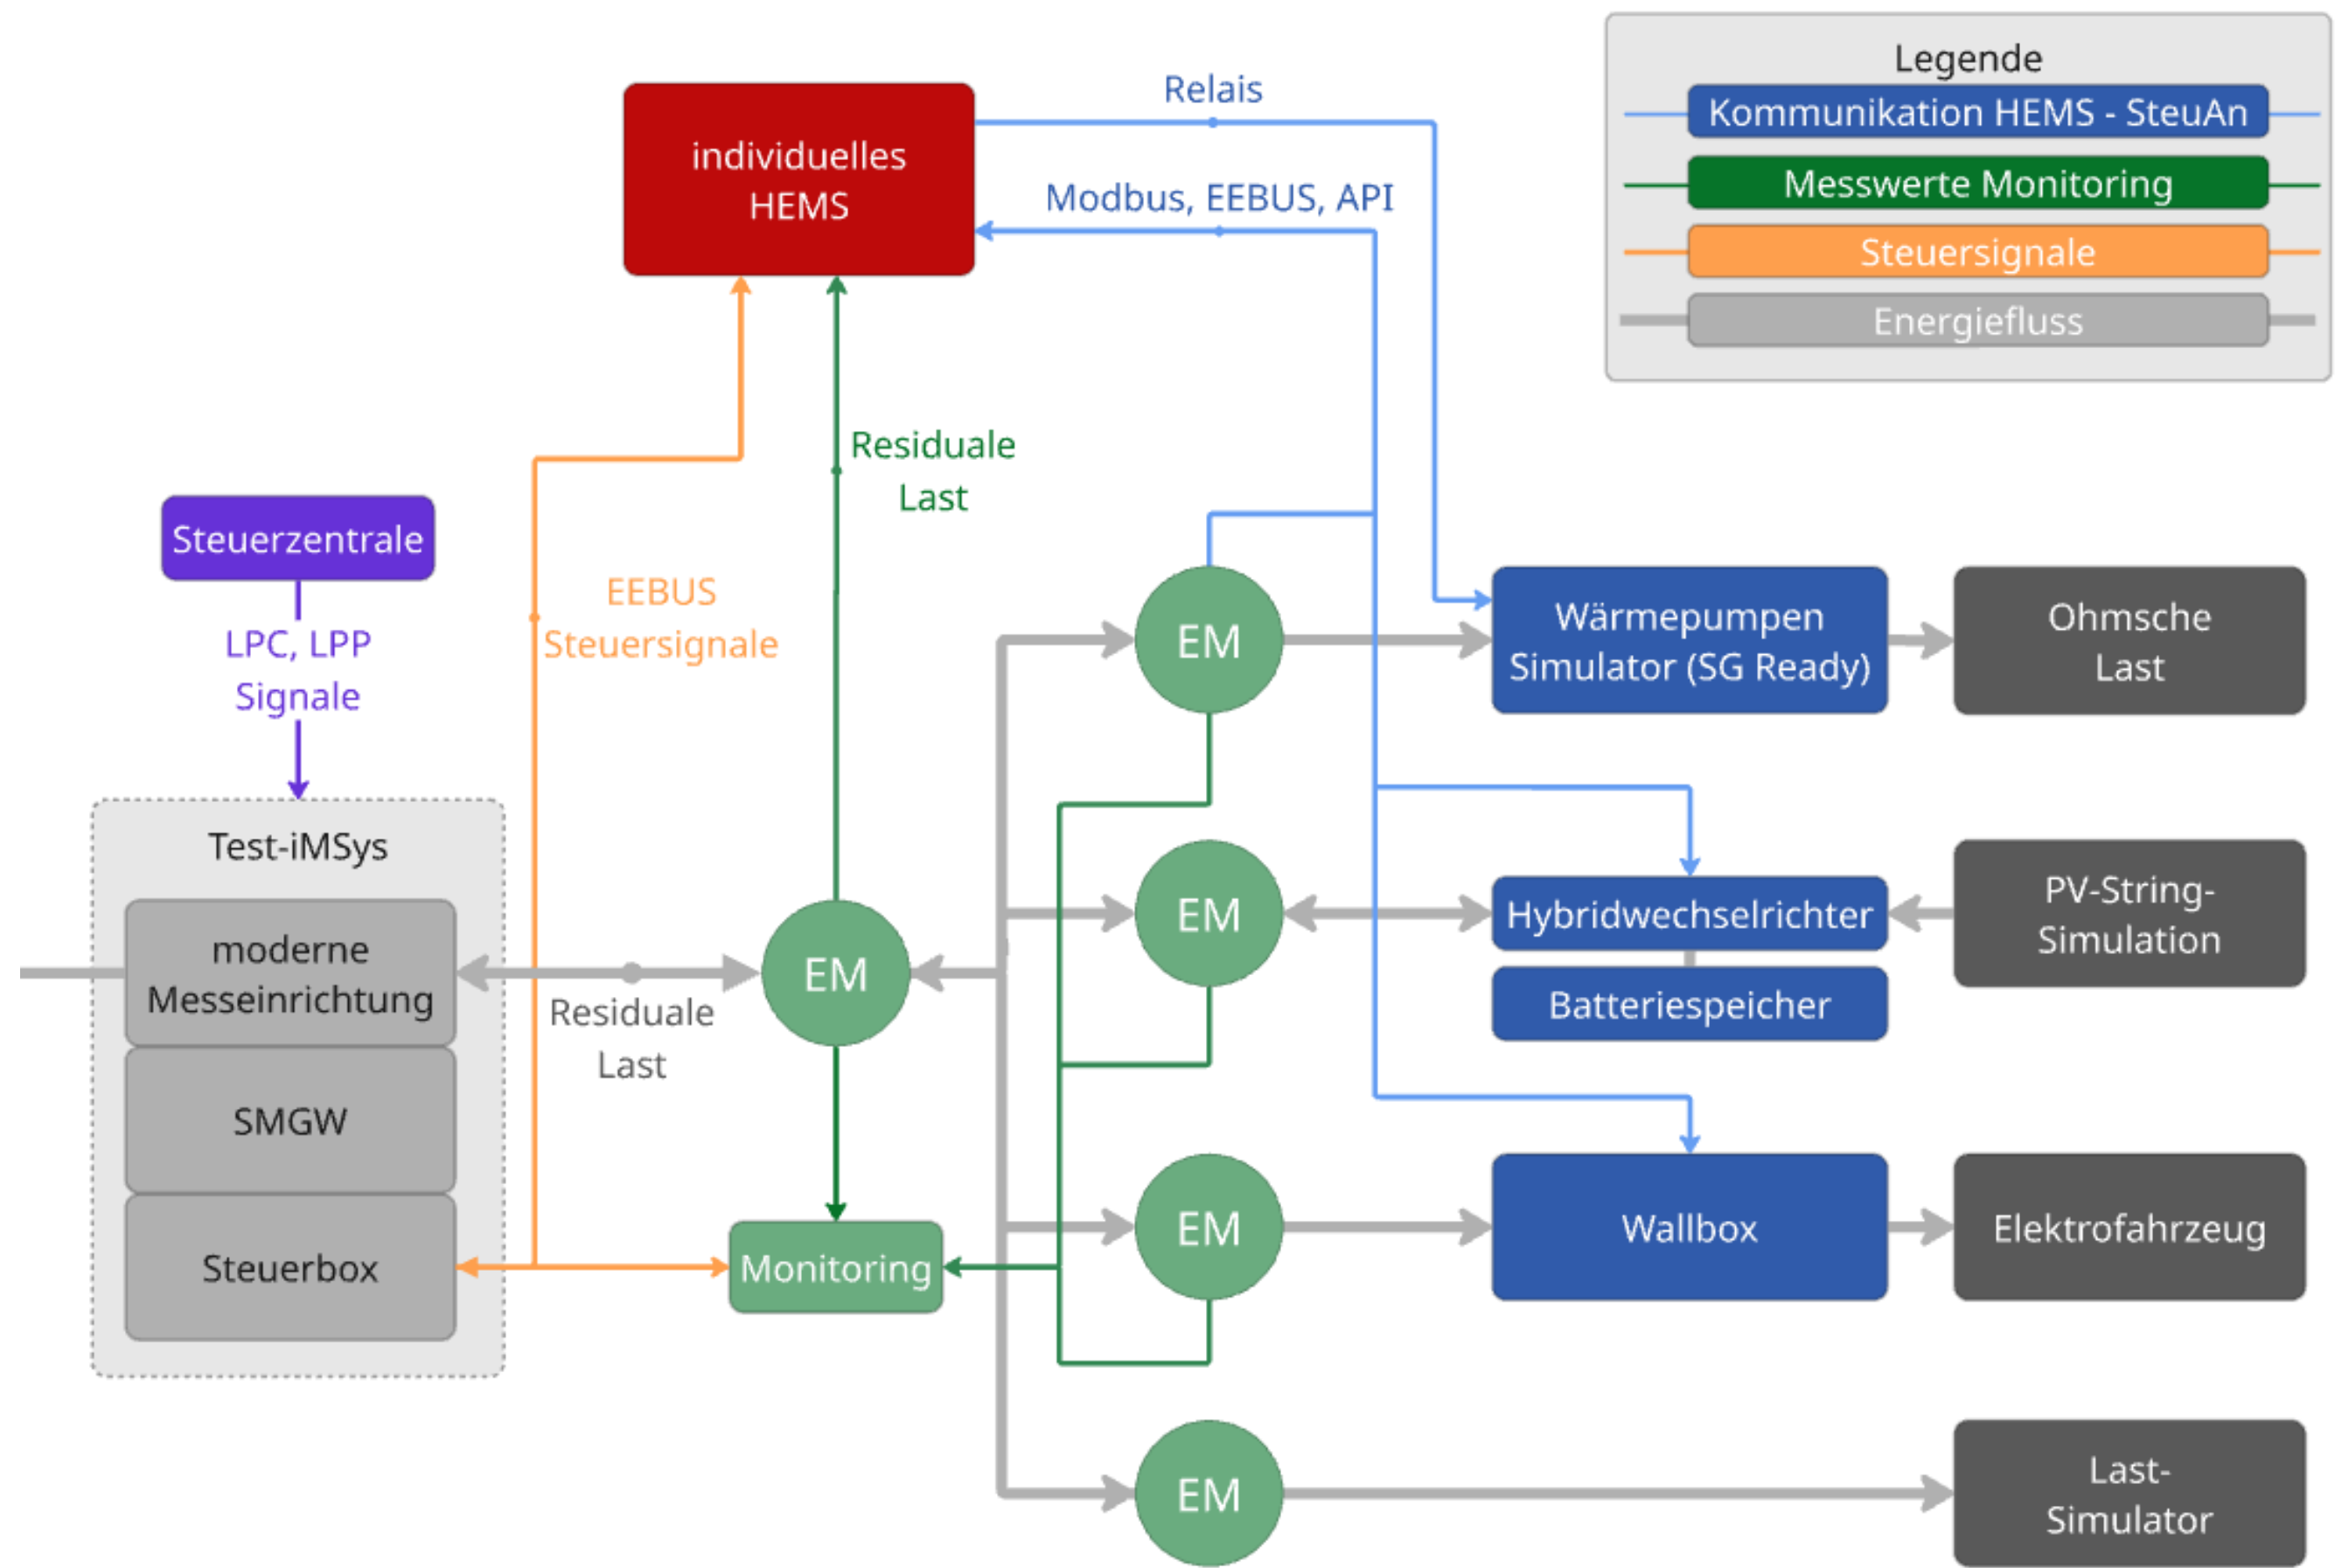 Legende
Kommunikation HEMS - SteuAn
Messwerte Monitoring
Steuersignale
Energiefluss
individuelles
HEMS
Relais
Modbus, EEBUS, API
Residuale
Last
Steuerzentrale
LPC, LPP
Signale
EEBUS
Steuersignale
Test-iMSys
moderne
Messeinrichtung
SMGW
Steuerbox
Residuale
Last
EM
Monitoring
EM
Wärmepumpen
Simulator (SG Ready)
Ohmsche
Last
EM
Hybridwechselrichter
Batteriespeicher
PV-String-
Simulation
EM
Wallbox
Elektrofahrzeug
EM
Last-
Simulator